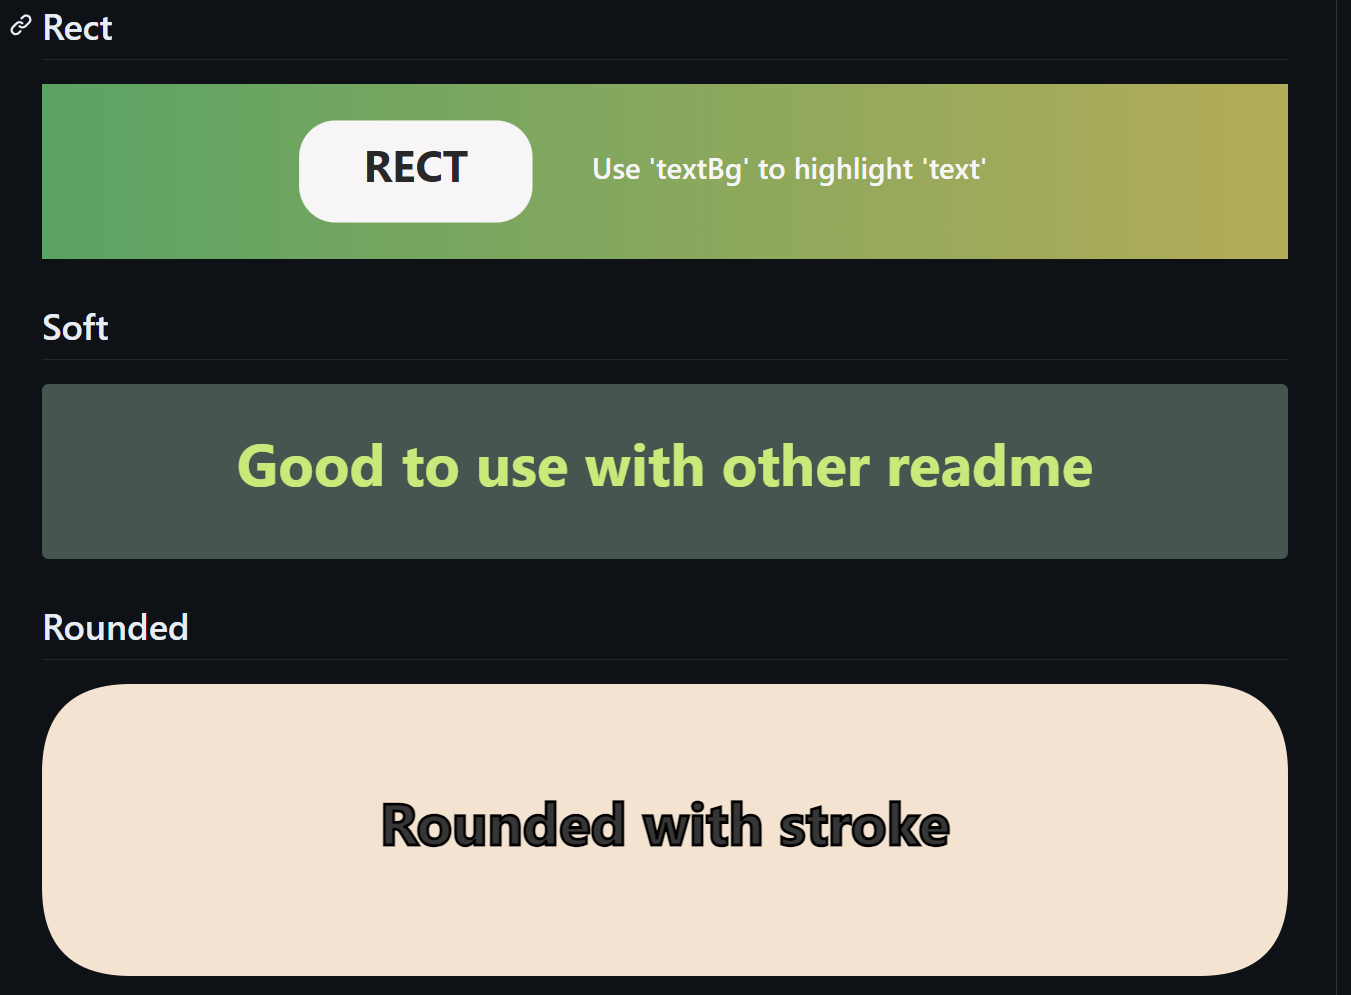 Rect
RECT
Use 'textBg' to highlight 'text'
Soft
Good to use with other readme
Rounded
Rounded with stroke